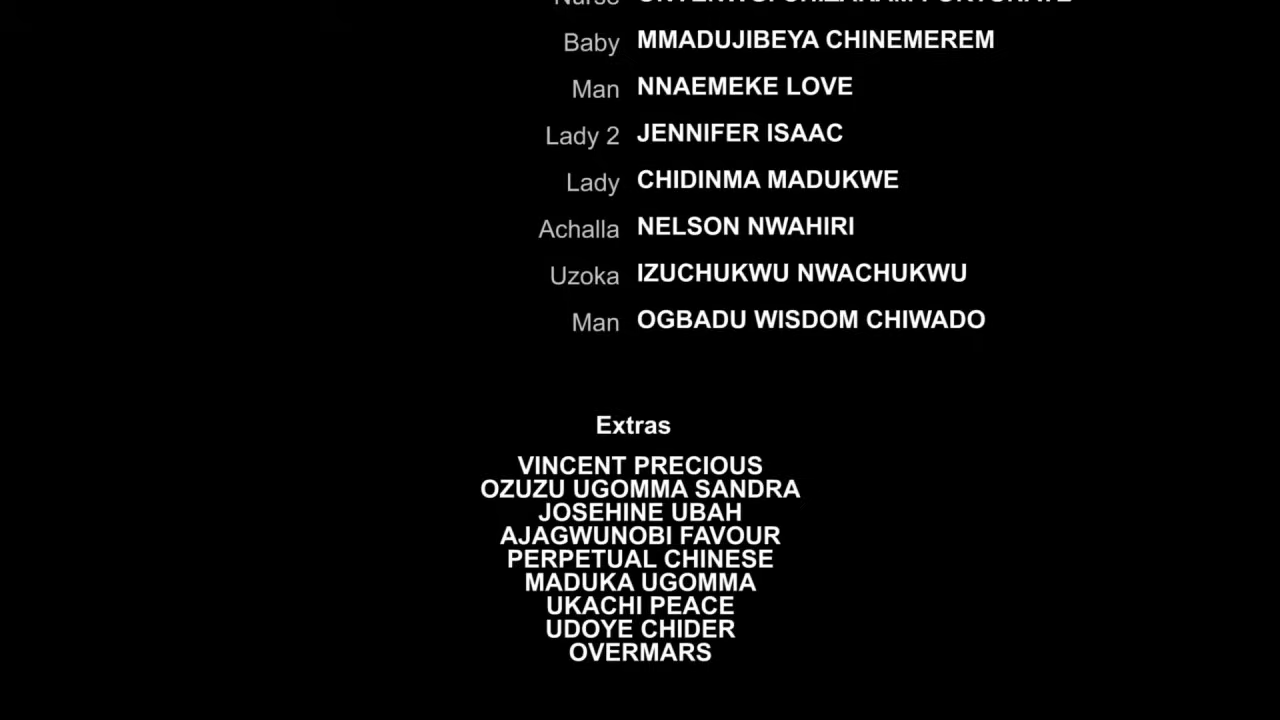 Nurse
Baby MMADUJIBEYA CHINEMEREM
Man NNAEMEKE LOVE
Lady 2 JENNIFER ISAAC
Lady CHIDINMA MADUKWE
Achalla NELSON NWAHIRI
Uzoka IZUCHUKWU NWACHUKWU
Man OGBADU WISDOM CHIWADO
Extras
VINCENT PRECIOUS
OZUZU UGOMMA SANDRA
JOSEHINE UBAH
AJAGWUNOBI FAVOUR
PERPETUAL CHINESE
MADUKA UGOMMA
UKACHI PEACE
UDOYE CHIDER
OVERMARS